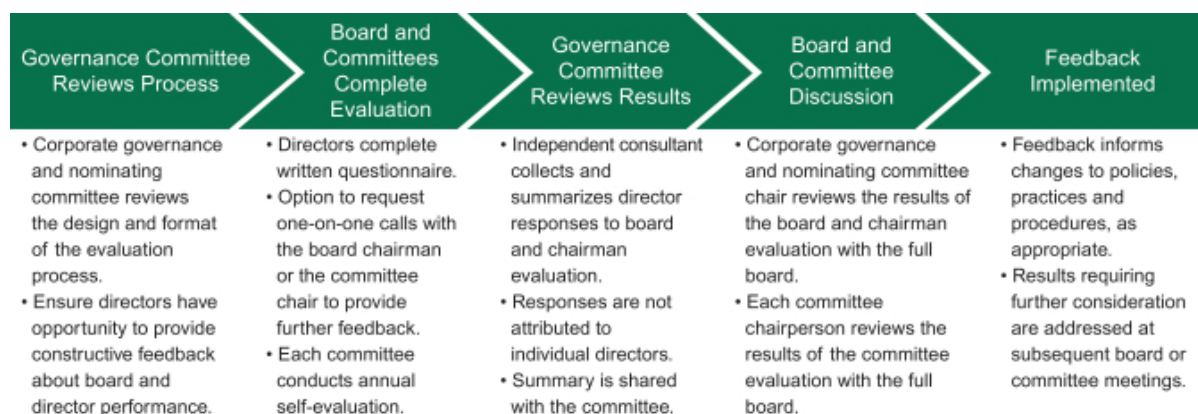 Governance Committee
Reviews Process
Board and
Committees
Complete
Evaluation
Governance
Committee
Reviews Results
Board and
Committee
Discussion
Feedback
Implemented
• Corporate governance
and nominating
committee reviews
the design and format
of the evaluation
process.
• Ensure directors have
opportunity to provide
constructive feedback
about board and
director performance.
• Directors complete
written questionnaire.
• Option to request
one-on-one calls with
the board chairman
or the committee
chair to provide
further feedback.
• Each committee
conducts annual
self-evaluation.
• Independent consultant
collects and
summarizes director
responses to board
and chairman
evaluation.
• Responses are not
attributed to
individual directors.
• Summary is shared
with the committee.
• Corporate governance
and nominating committee
chair reviews the results of
the board and chairman
evaluation with the full
board.
• Each committee
chairperson reviews the
results of the committee
evaluation with the full
board.
• Feedback informs
changes to policies,
practices and
procedures, as
appropriate.
• Results requiring
further consideration
are addressed at
subsequent board or
committee meetings.